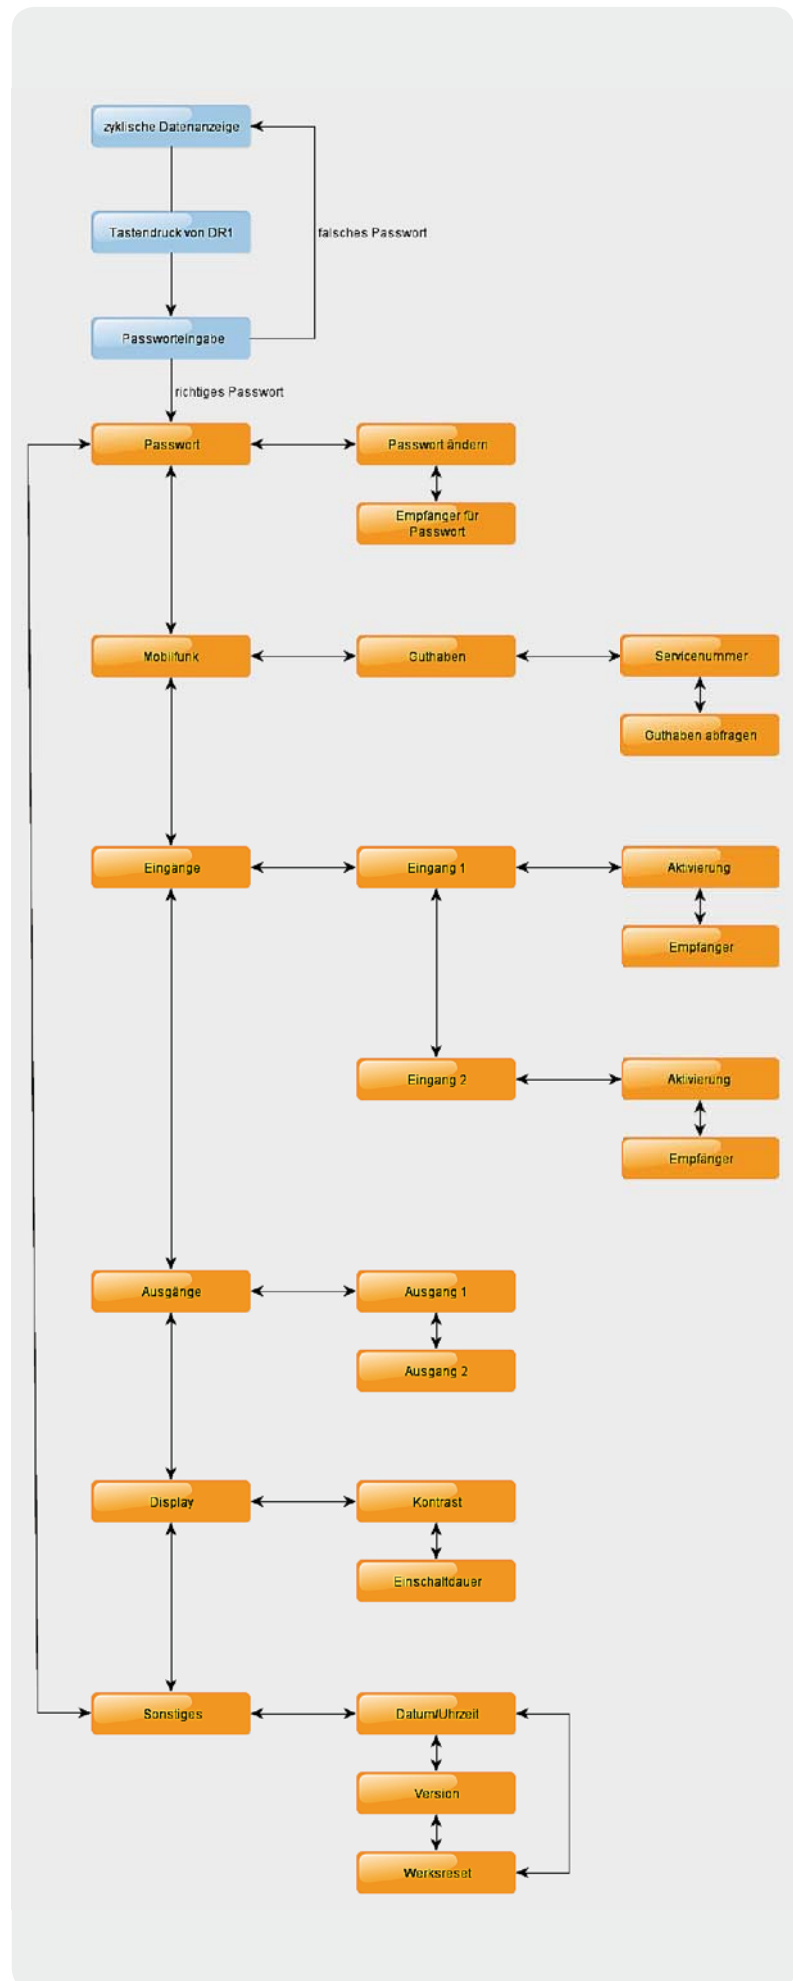 zyklische Datenanzeige
Tastendruck von DR1
falsches Passwort
Passworteingabe
richtiges Passwort
Passwort
Passwort ändern
Empfänger für
Passwort
Mobilfunk
Guthaben
Servicenummer
Guthaben abfragen
Eingänge
Eingang 1
Aktivierung
Empfänger
Eingang 2
Aktivierung
Empfänger
Ausgänge
Ausgang 1
Ausgang 2
Display
Kontrast
Einschaltdauer
Sonstiges
Datum/Uhrzeit
Version
Werksreset